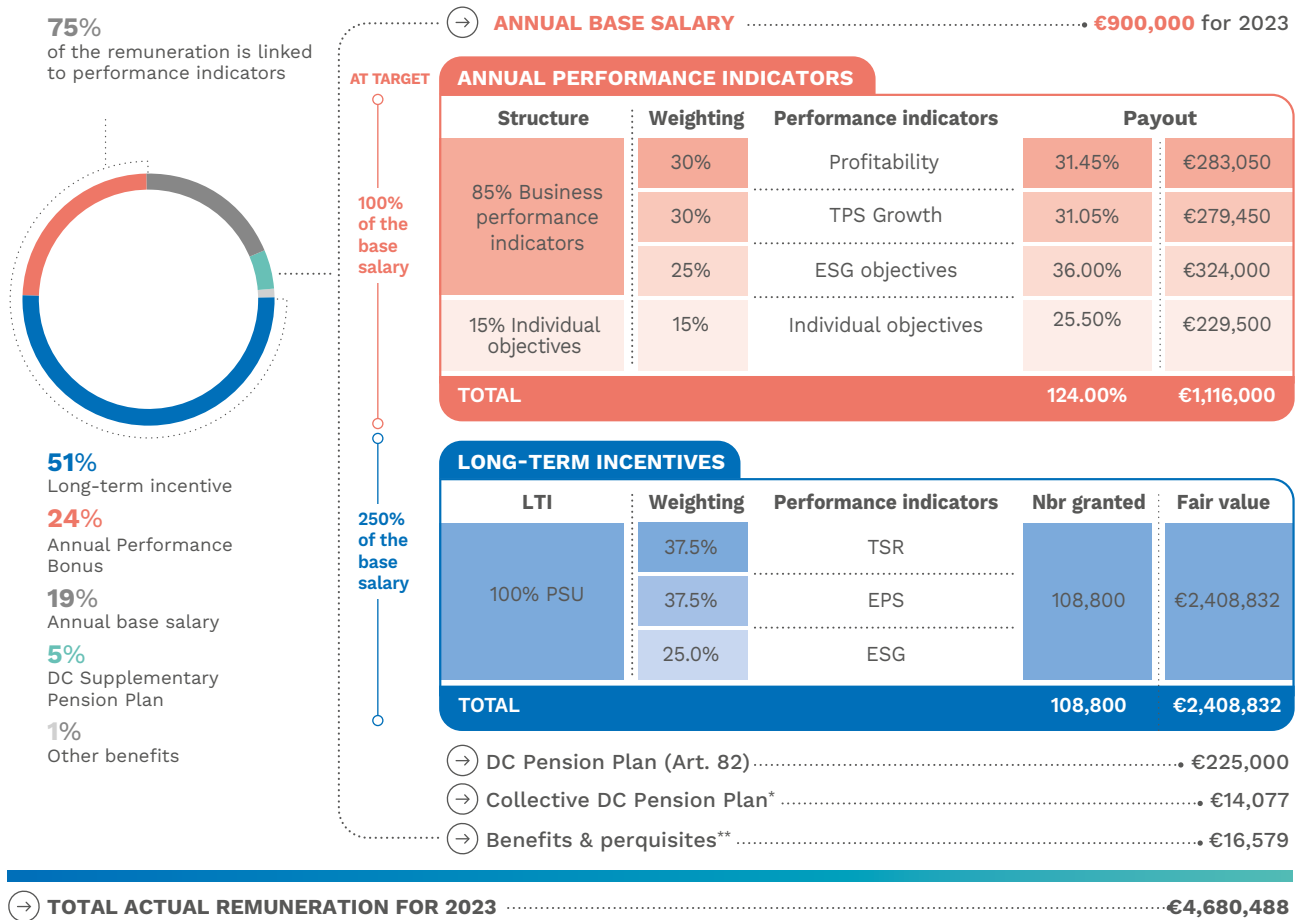 75%
of the remuneration is linked
to performance indicators
ANNUAL BASE SALARY €900,000 for 2023
AT TARGET
100%
of the
base
salary
ANNUAL PERFORMANCE INDICATORS
Structure Weighting Performance indicators Payout
85% Business
performance
indicators
30% Profitability 31.45% €283,050
30% TPS Growth 31.05% €279,450
25% ESG objectives 36.00% €324,000
15% Individual
objectives
15% Individual objectives 25.50% €229,500
TOTAL 124.00% €1,116,000
51%
Long-term incentive
24%
Annual Performance
Bonus
19%
Annual base salary
5%
DC Supplementary
Pension Plan
1%
Other benefits
250%
of the
base
salary
LONG-TERM INCENTIVES
LTI Weighting Performance indicators Nbr granted Fair value
100% PSU
37.5% TSR
37.5% EPS 108,800 €2,408,832
25.0% ESG
TOTAL 108,800 €2,408,832
DC Pension Plan (Art. 82) €225,000
Collective DC Pension Plan* €14,077
Benefits & perquisites** €16,579
TOTAL ACTUAL REMUNERATION FOR 2023 €4,680,488